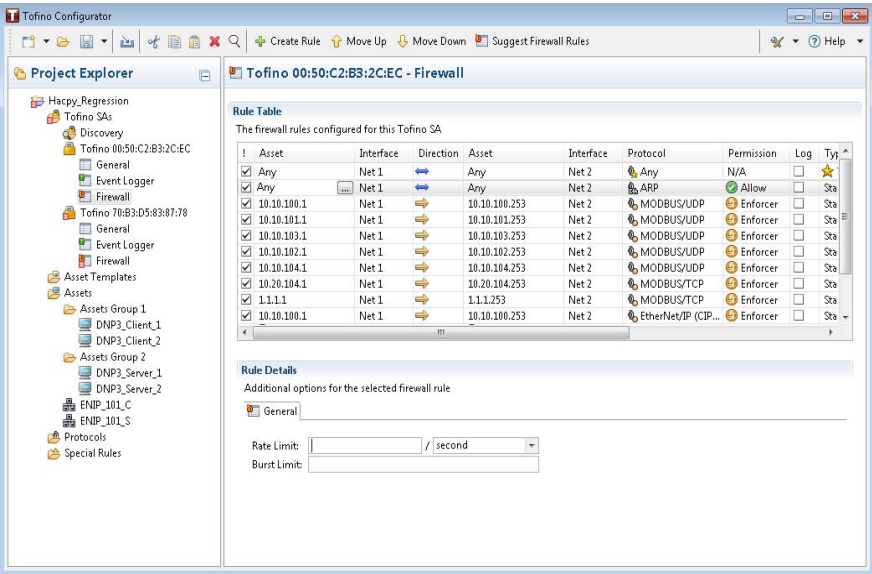 Tofino Configurator
Create Rule Move Up Move Down Suggest Firewall Rules Help
Project Explorer
Hacpy_Regression
Tofino SAs
Discovery
Tofino 00:50:C2:B3:2C:EC
General
Event Logger
Firewall
Tofino 70:B3:D5:83:87:78
General
Event Logger
Firewall
Asset Templates
Assets
Assets Group 1
DNP3_Client_1
DNP3_Client_2
Assets Group 2
DNP3_Server_1
DNP3_Server_2
ENIP_101_C
ENIP_101_S
Protocols
Special Rules
Tofino 00:50:C2:B3:2C:EC - Firewall
Rule Table
The firewall rules configured for this Tofino SA
! Asset Interface Direction Asset Interface Protocol Permission Log Typ
Any Net 1 Any Net 2 Any N/A
Any ... Net 1 Any Net 2 ARP Allow Sta
10.10.100.1 Net 1 10.10.100.253 Net 2 MODBUS/UDP Enforcer Sta
10.10.101.1 Net 1 10.10.101.253 Net 2 MODBUS/UDP Enforcer Sta
10.10.103.1 Net 1 10.10.103.253 Net 2 MODBUS/UDP Enforcer Sta
10.10.102.1 Net 1 10.10.102.253 Net 2 MODBUS/UDP Enforcer Sta
10.10.104.1 Net 1 10.10.104.253 Net 2 MODBUS/UDP Enforcer Sta
10.20.104.1 Net 1 10.20.104.253 Net 2 MODBUS/TCP Enforcer Sta
1.1.1.1 Net 1 1.1.1.253 Net 2 MODBUS/TCP Enforcer Sta
10.10.100.1 Net 1 10.10.100.253 Net 2 EtherNet/IP (CIP... Enforcer Sta
Rule Details
Additional options for the selected firewall rule
General
Rate Limit: / second
Burst Limit: